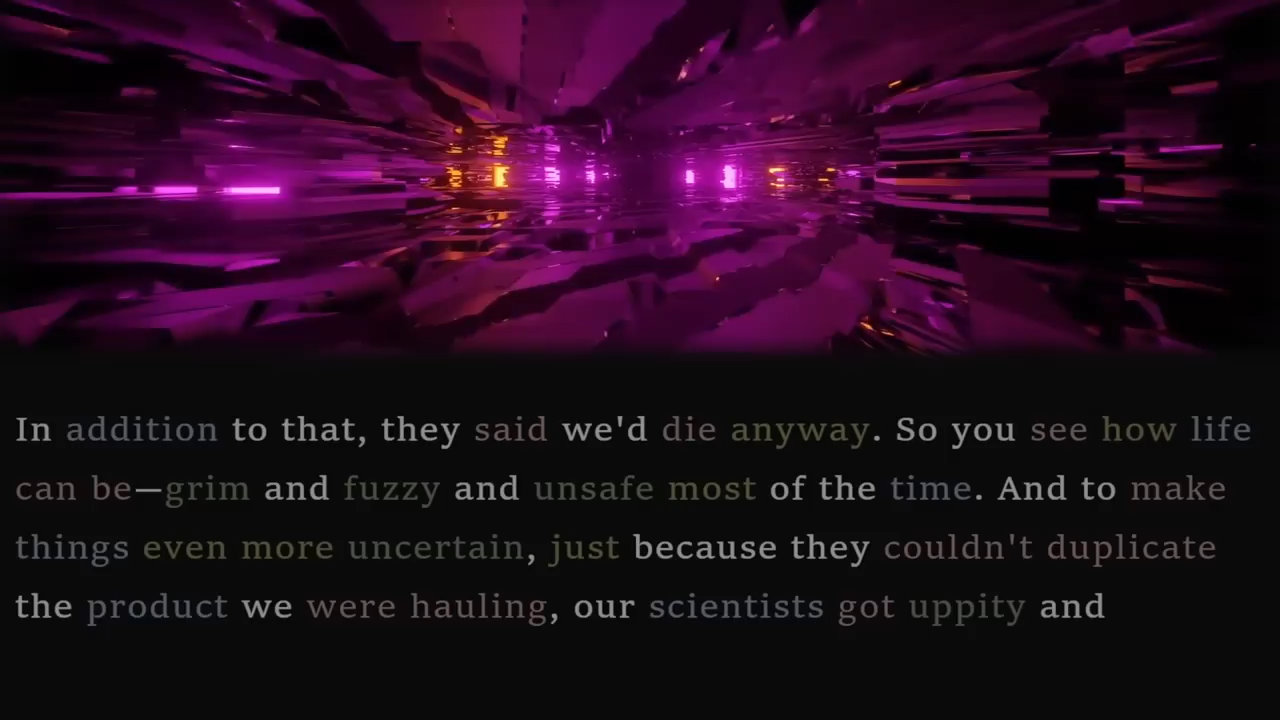 In addition to that, they said we'd die anyway. So you see how life
can be—grim and fuzzy and unsafe most of the time. And to make
things even more uncertain, just because they couldn't duplicate
the product we were hauling, our scientists got uppity and